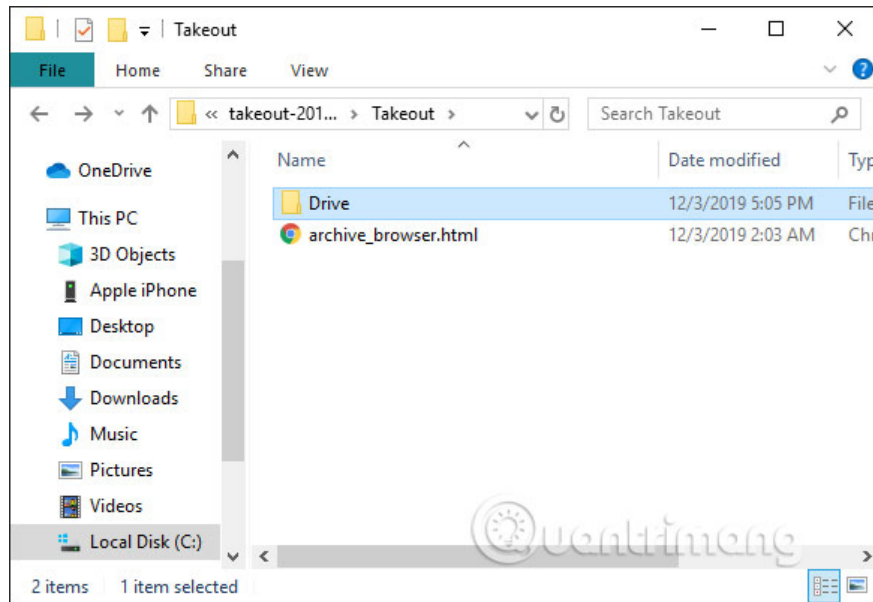 Takeout
File Home Share View
« takeout-201... > Takeout > Search Takeout
Name Date modified Typ
OneDrive
This PC
3D Objects
Apple iPhone
Desktop
Documents
Downloads
Music
Pictures
Videos
Local Disk (C:)
Drive 12/3/2019 5:05 PM File
archive_browser.html 12/3/2019 2:03 AM Chr
Quantrimang
2 items 1 item selected